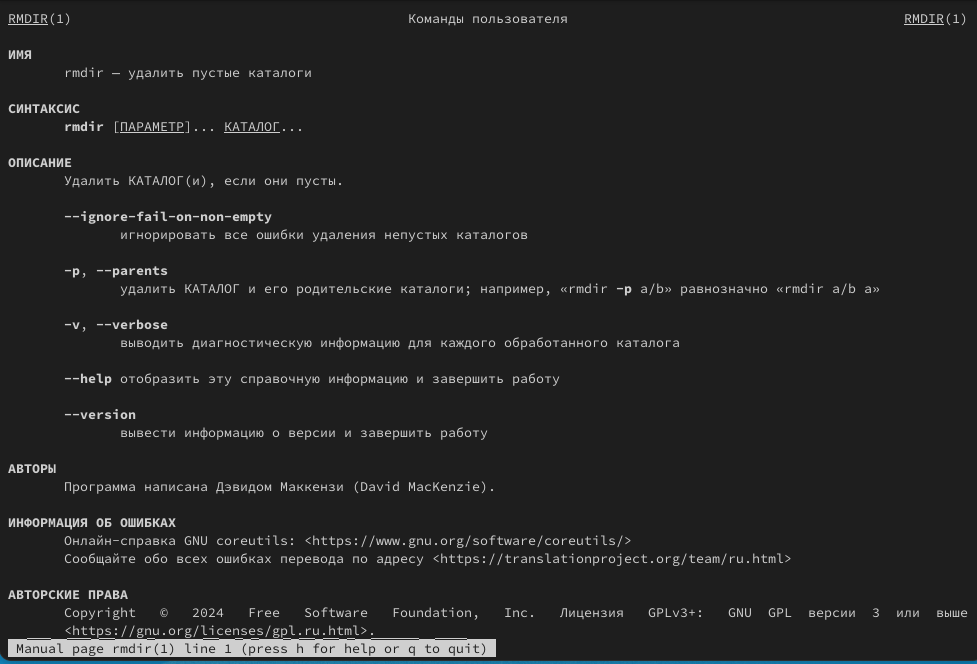 RMDIR(1) Команды пользователя RMDIR(1)
ИМЯ
rmdir — удалить пустые каталоги
СИНТАКСИС
rmdir [ПАРАМЕТР]... КАТАЛОГ...
ОПИСАНИЕ
Удалить КАТАЛОГ(и), если они пусты.
--ignore-fail-on-non-empty
игнорировать все ошибки удаления непустых каталогов
-p, --parents
удалить КАТАЛОГ и его родительские каталоги; например, «rmdir -p a/b» равнозначно «rmdir a/b a»
-v, --verbose
выводить диагностическую информацию для каждого обработанного каталога
--help отобразить эту справочную информацию и завершить работу
--version
вывести информацию о версии и завершить работу
АВТОРЫ
Программа написана Дэвидом Маккензи (David MacKenzie).
ИНФОРМАЦИЯ ОБ ОШИБКАХ
Онлайн-справка GNU coreutils: <https://www.gnu.org/software/coreutils/>
Сообщайте обо всех ошибках перевода по адресу <https://translationproject.org/team/ru.html>
АВТОРСКИЕ ПРАВА
Copyright © 2024 Free Software Foundation, Inc. Лицензия GPLv3+: GNU GPL версии 3 или выше
<https://gnu.org/licenses/gpl.ru.html>.
Manual page rmdir(1) line 1 (press h for help or q to quit)